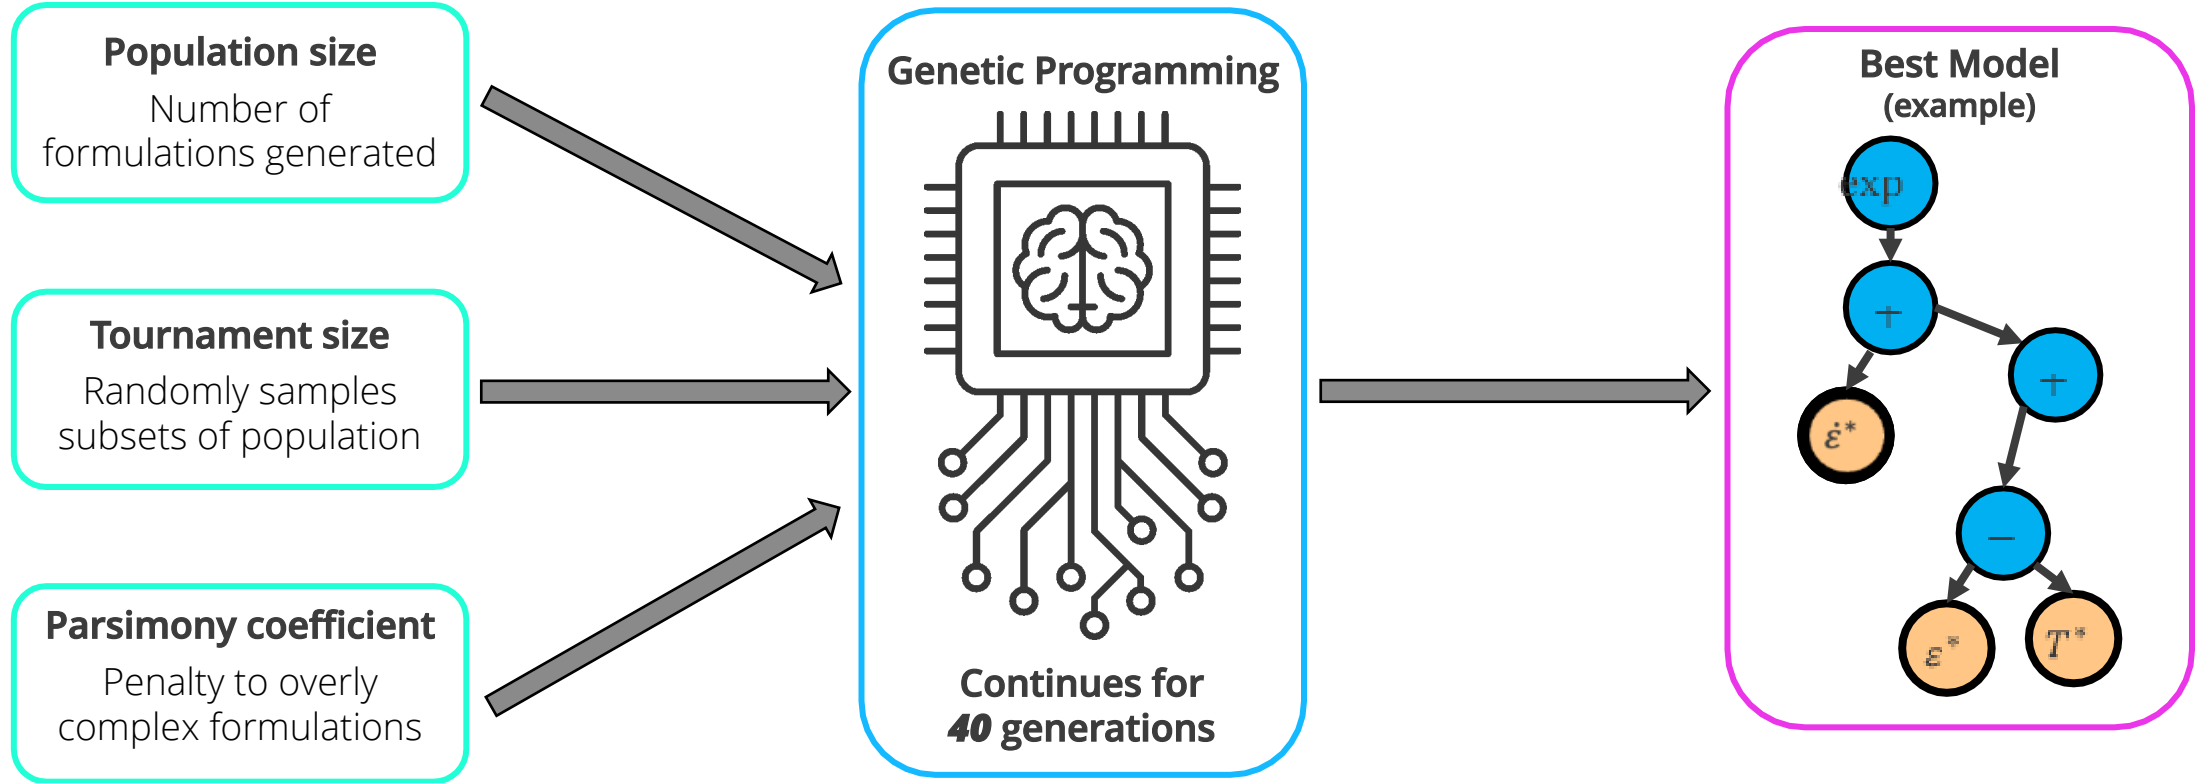 Population size
Number of
formulations generated
Tournament size
Randomly samples
subsets of population
Parsimony coefficient
Penalty to overly
complex formulations
Genetic Programming
Continues for
40 generations
Best Model
(example)
exp
+
+
ε̇*
−
ε*
T*